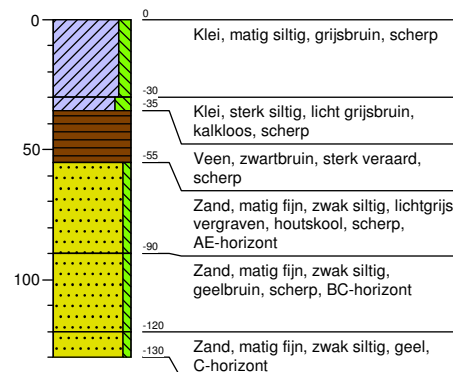 0
0
Klei, matig siltig, grijsbruin, scherp
-30
-35
Klei, sterk siltig, licht grijsbruin,
kalkloos, scherp
50
-55
Veen, zwartbruin, sterk veraard,
scherp
Zand, matig fijn, zwak siltig, lichtgrijs
vergraven, houtskool, scherp,
AE-horizont
-90
100
Zand, matig fijn, zwak siltig,
geelbruin, scherp, BC-horizont
-120
-130
Zand, matig fijn, zwak siltig, geel,
C-horizont